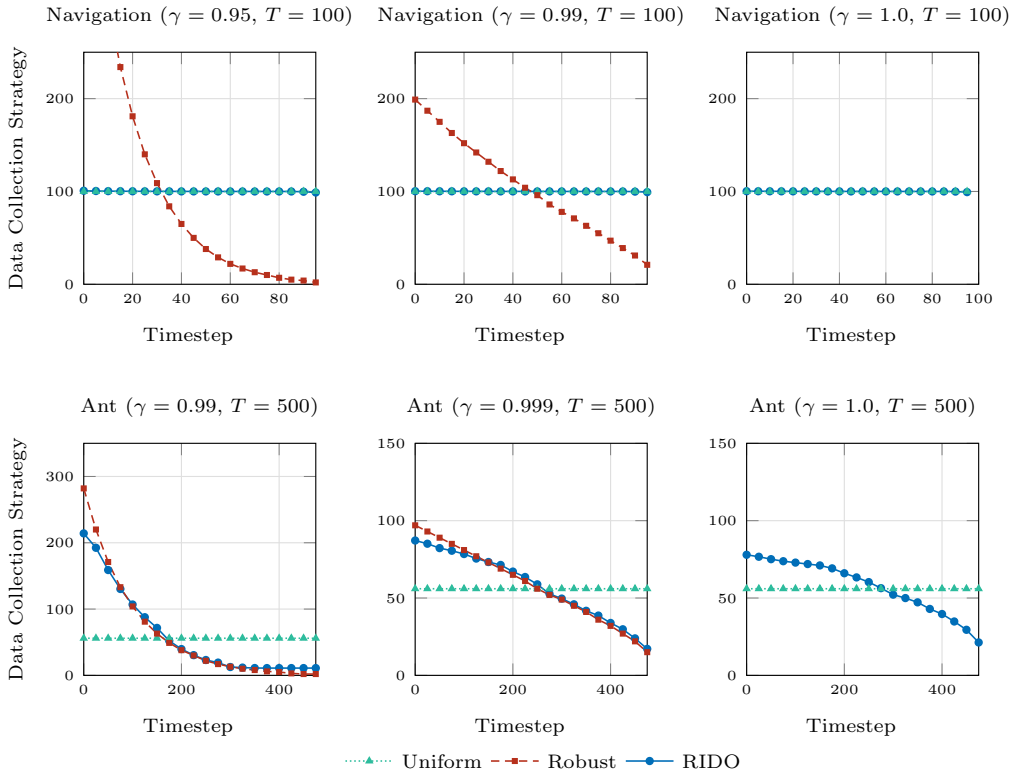 Navigation (γ = 0.95, T = 100)
Navigation (γ = 0.99, T = 100)
Navigation (γ = 1.0, T = 100)
Data Collection Strategy
200
100
0
0 20 40 60 80
Timestep
200
100
0
0 20 40 60 80
Timestep
200
100
0
0 20 40 60 80 100
Timestep
Ant (γ = 0.99, T = 500)
Ant (γ = 0.999, T = 500)
Ant (γ = 1.0, T = 500)
Data Collection Strategy
300
200
100
0
0 200 400
Timestep
150
100
50
0
0 200 400
Timestep
150
100
50
0
0 200 400
Timestep
Uniform Robust RIDO